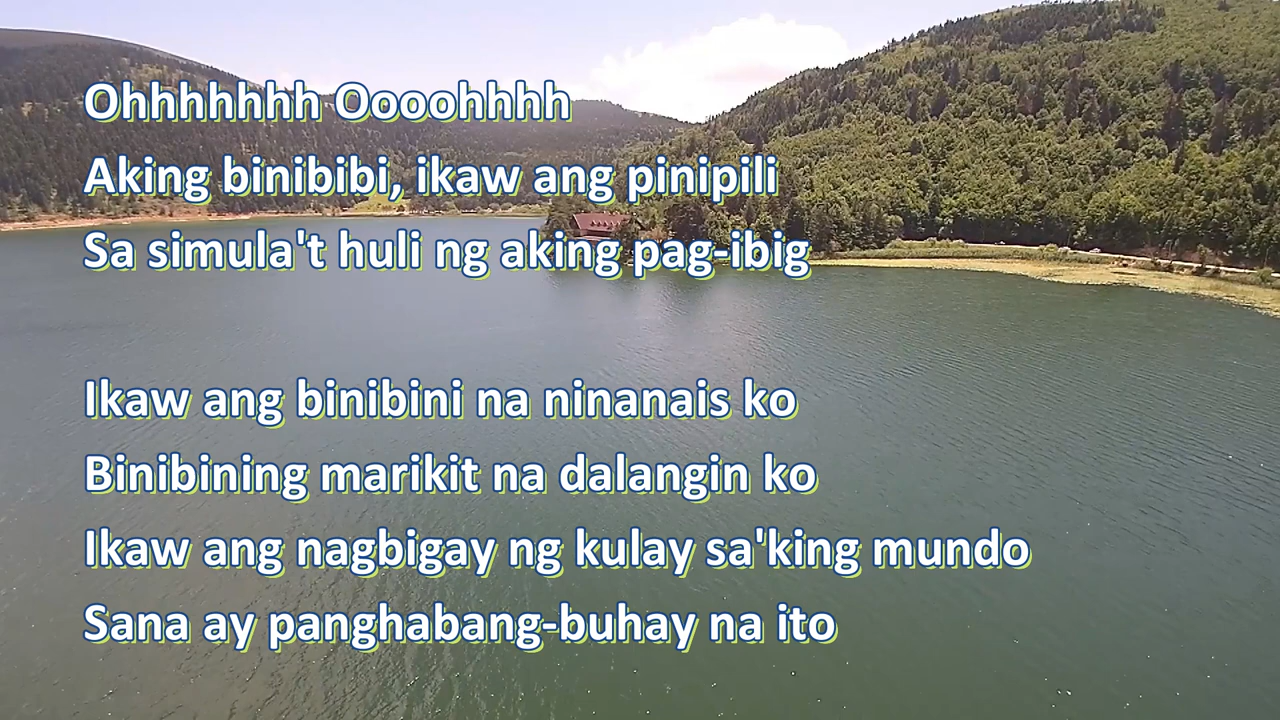 Ohhhhhhh Oooohhhh
Aking binibibi, ikaw ang pinipili
Sa simula't huli ng aking pag-ibig
Ikaw ang binibini na ninanais ko
Binibining marikit na dalangin ko
Ikaw ang nagbigay ng kulay sa'king mundo
Sana ay panghabang-buhay na ito